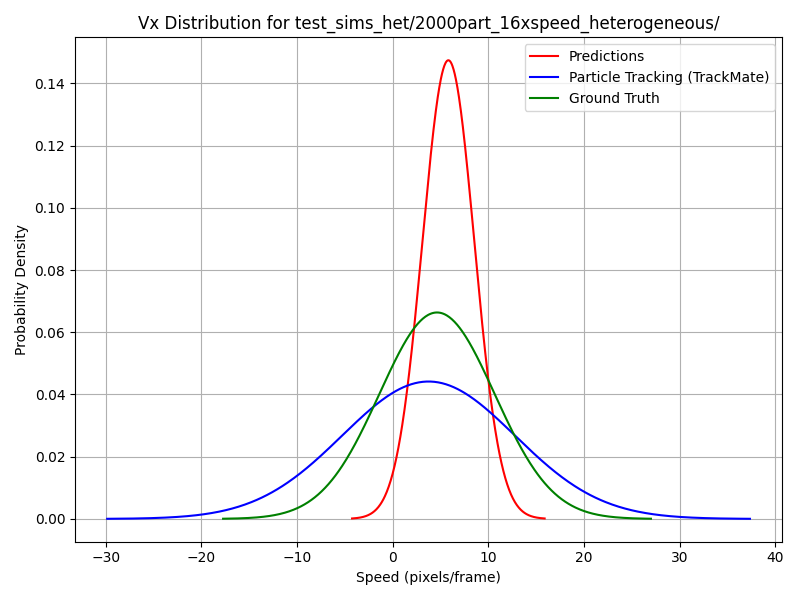 Vx Distribution for test_sims_het/2000part_16xspeed_heterogeneous/
Predictions
Particle Tracking (TrackMate)
Ground Truth
Probability Density
0.14
0.12
0.10
0.08
0.06
0.04
0.02
0.00
−30 −20 −10 0 10 20 30 40
Speed (pixels/frame)